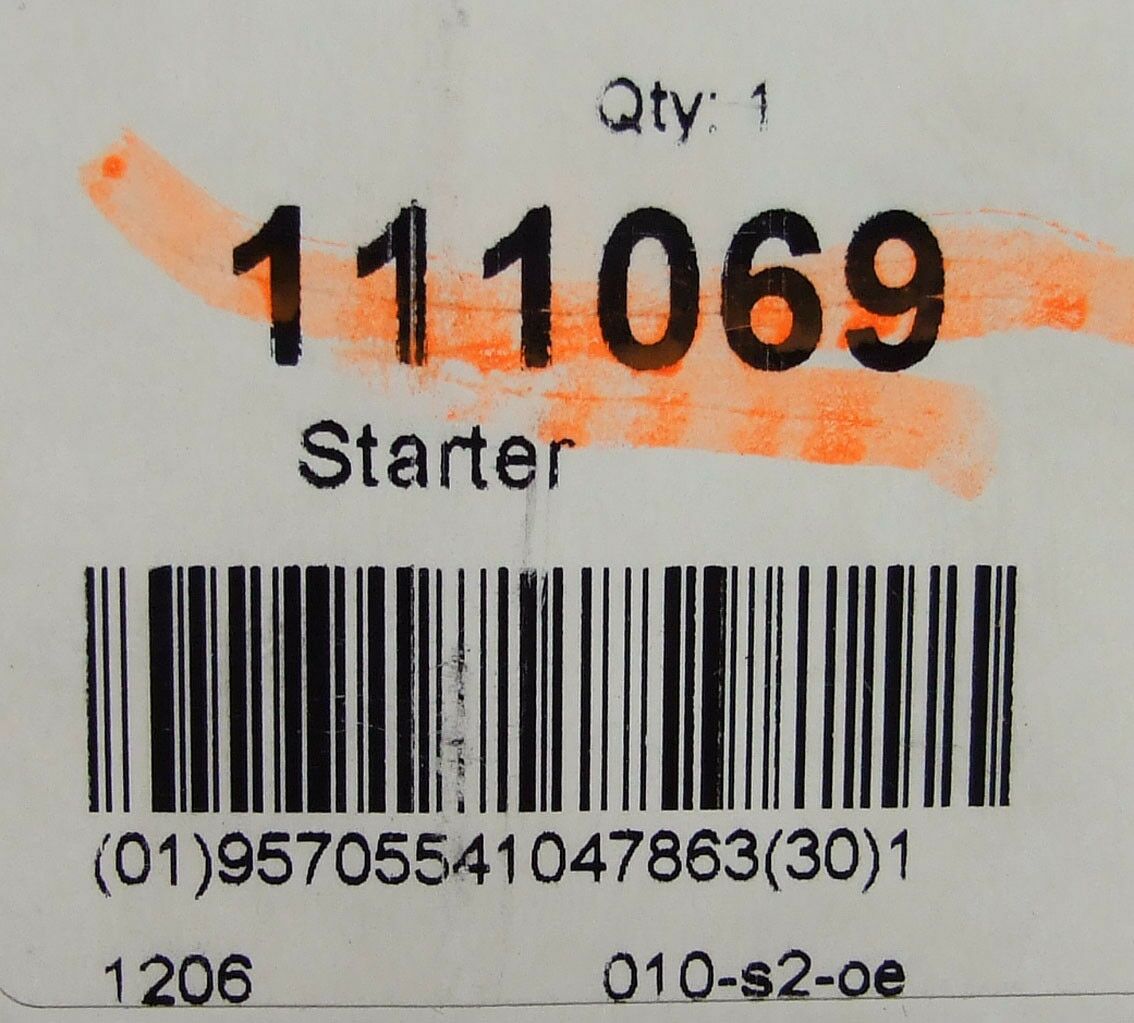 Qty: 1
111069
Starter
(01)95705541047863(30)1
1206 010-s2-oe